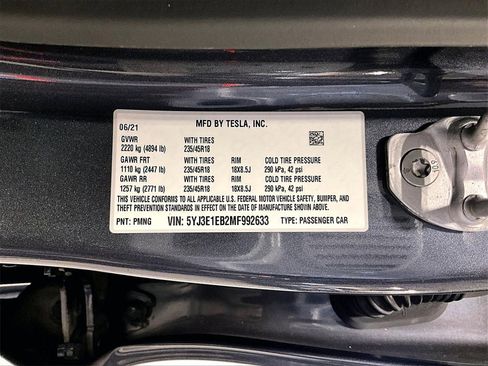 MFD BY TESLA, INC.
06/21
GVWR WITH TIRES
2220 kg (4894 lb) 235/45R18
GAWR FRT WITH TIRES RIM COLD TIRE PRESSURE
1110 kg (2447 lb) 235/45R18 18X8.5J 290 kPa, 42 psi
GAWR RR WITH TIRES RIM COLD TIRE PRESSURE
1257 kg (2771 lb) 235/45R18 18X8.5J 290 kPa, 42 psi
THIS VEHICLE CONFORMS TO ALL APPLICABLE U.S. FEDERAL MOTOR VEHICLE SAFETY, BUMPER, AND
THEFT PREVENTION STANDARDS IN EFFECT ON THE DATE OF MANUFACTURE SHOWN ABOVE.
PNT: PMNG VIN: 5YJ3E1EB2MF992633 TYPE: PASSENGER CAR